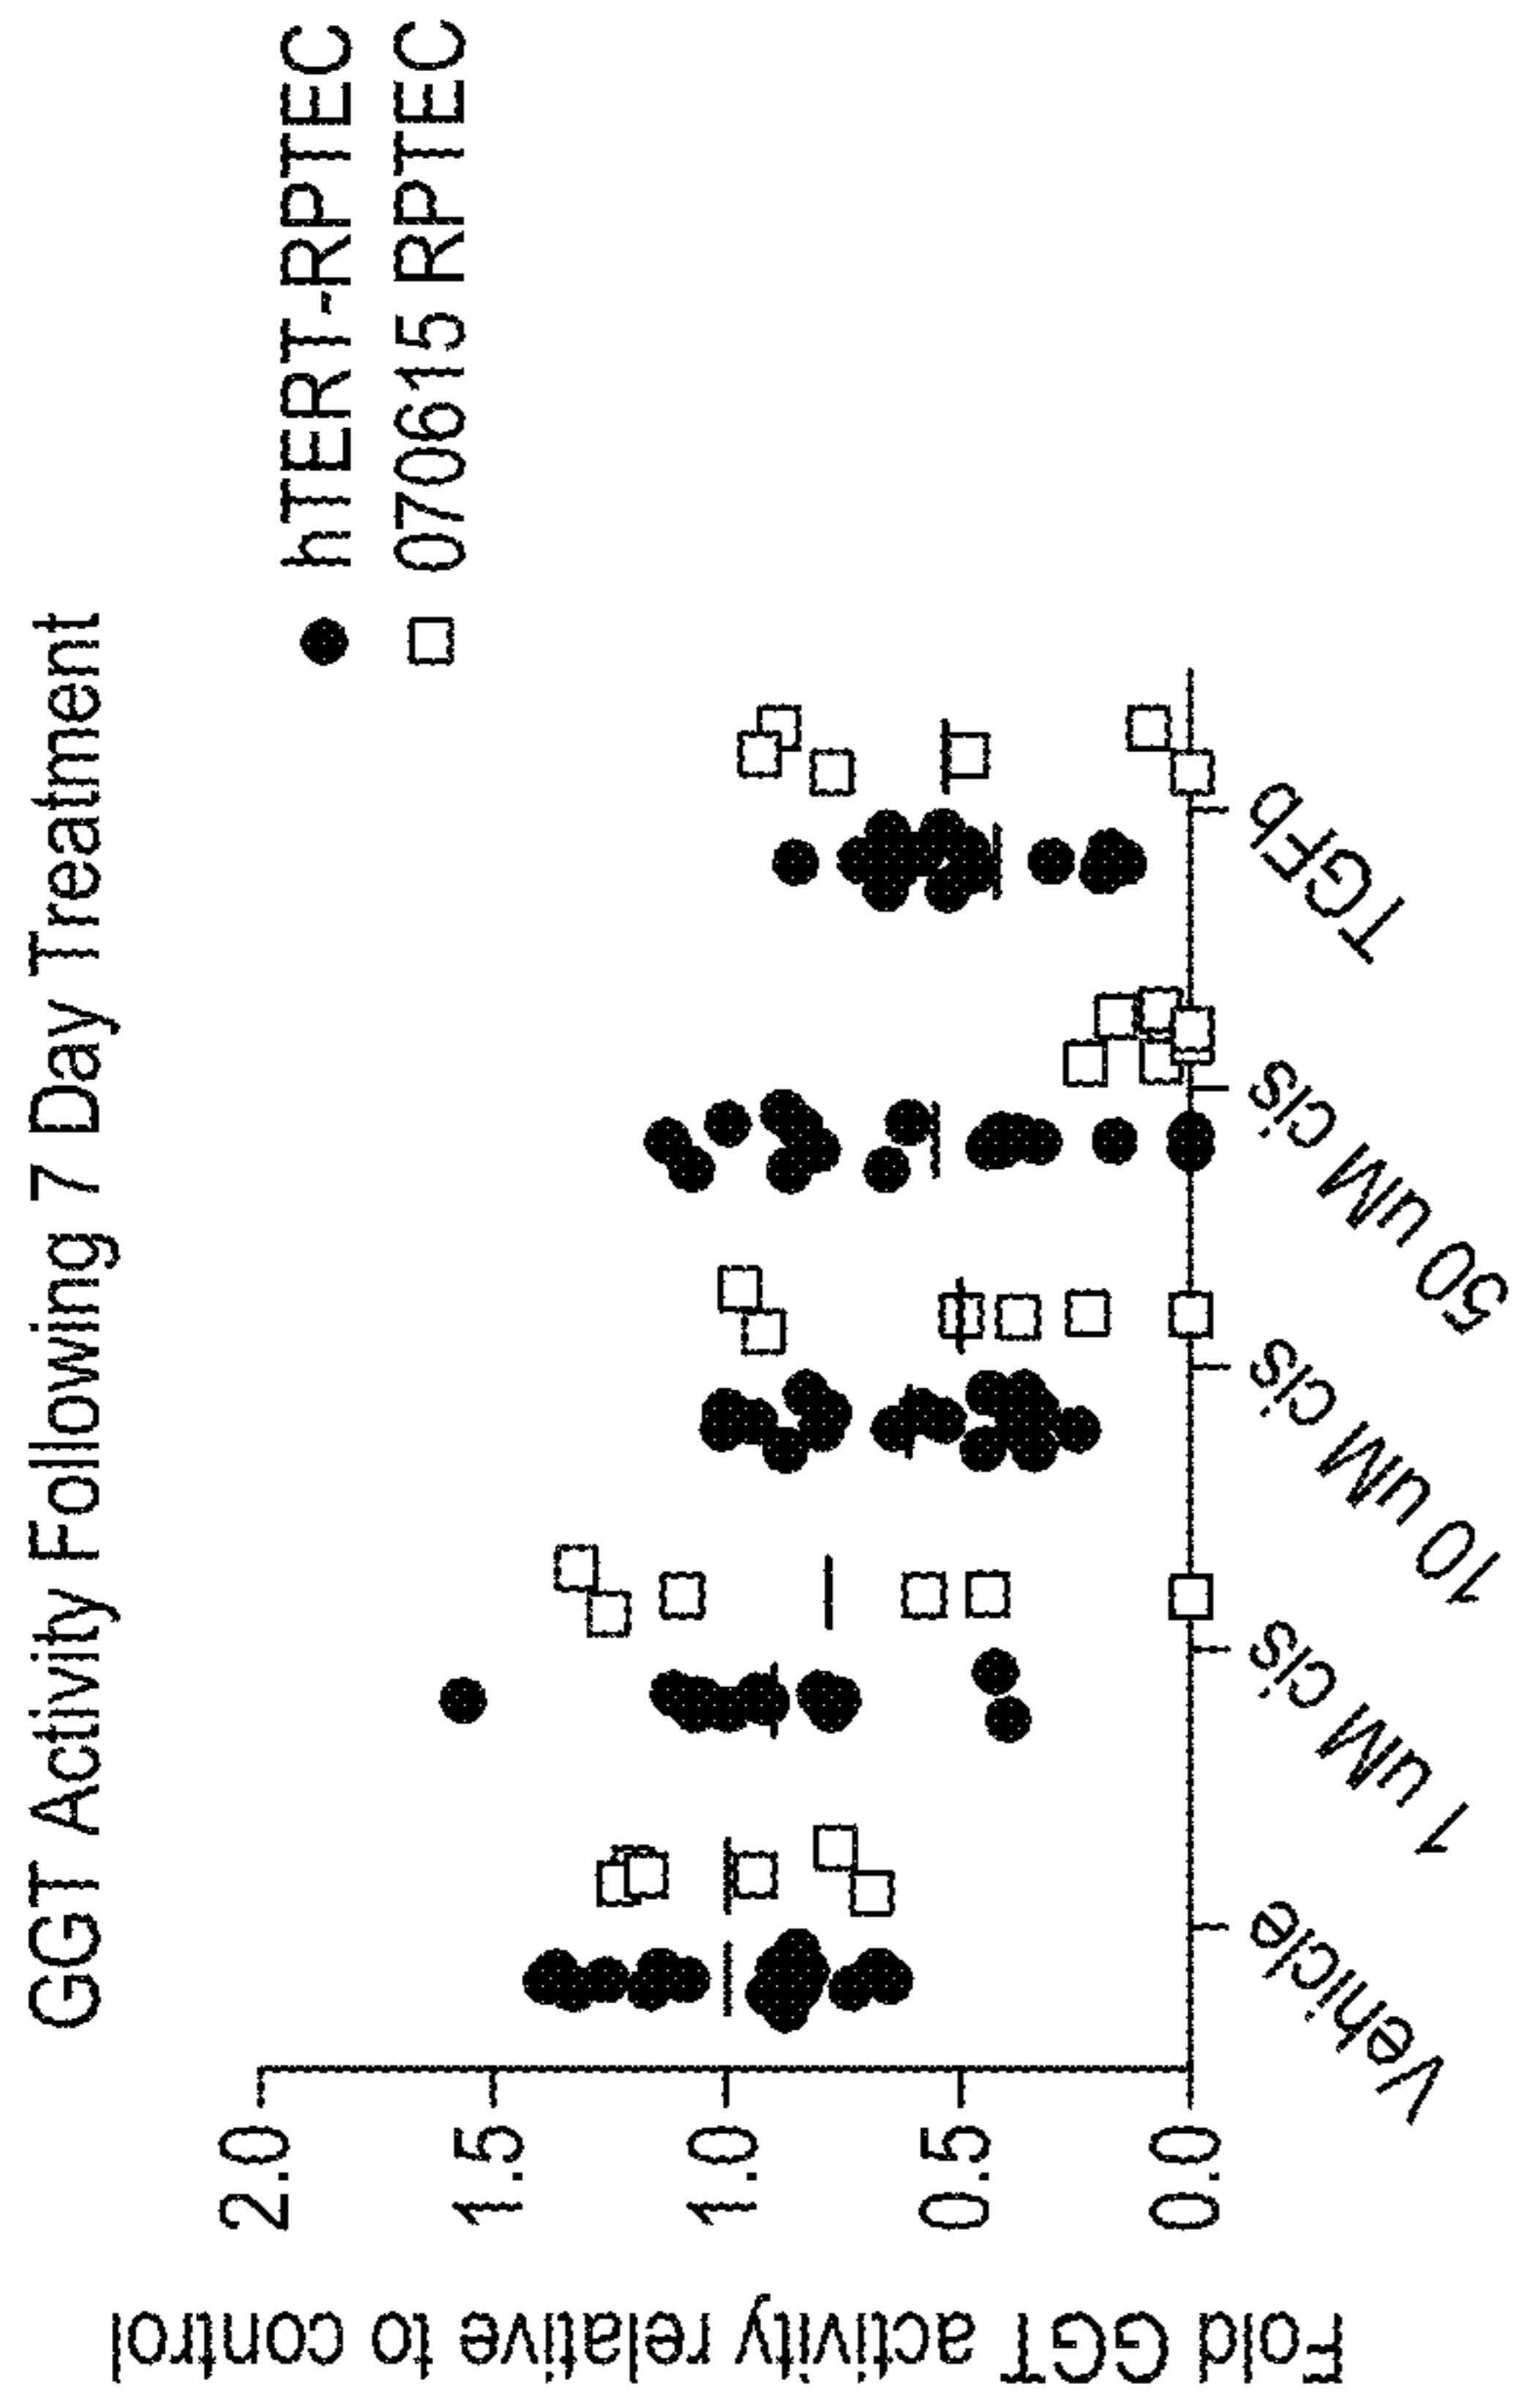 GGT Activity Following 7 Day Treatment
hTERT-RPTEC
070615 RPTEC
Fold GGT activity relative to control
2.0
1.5
1.0
0.5
0.0
Vehicle
1 uM cis
10 uM cis
50 uM cis
TGFb